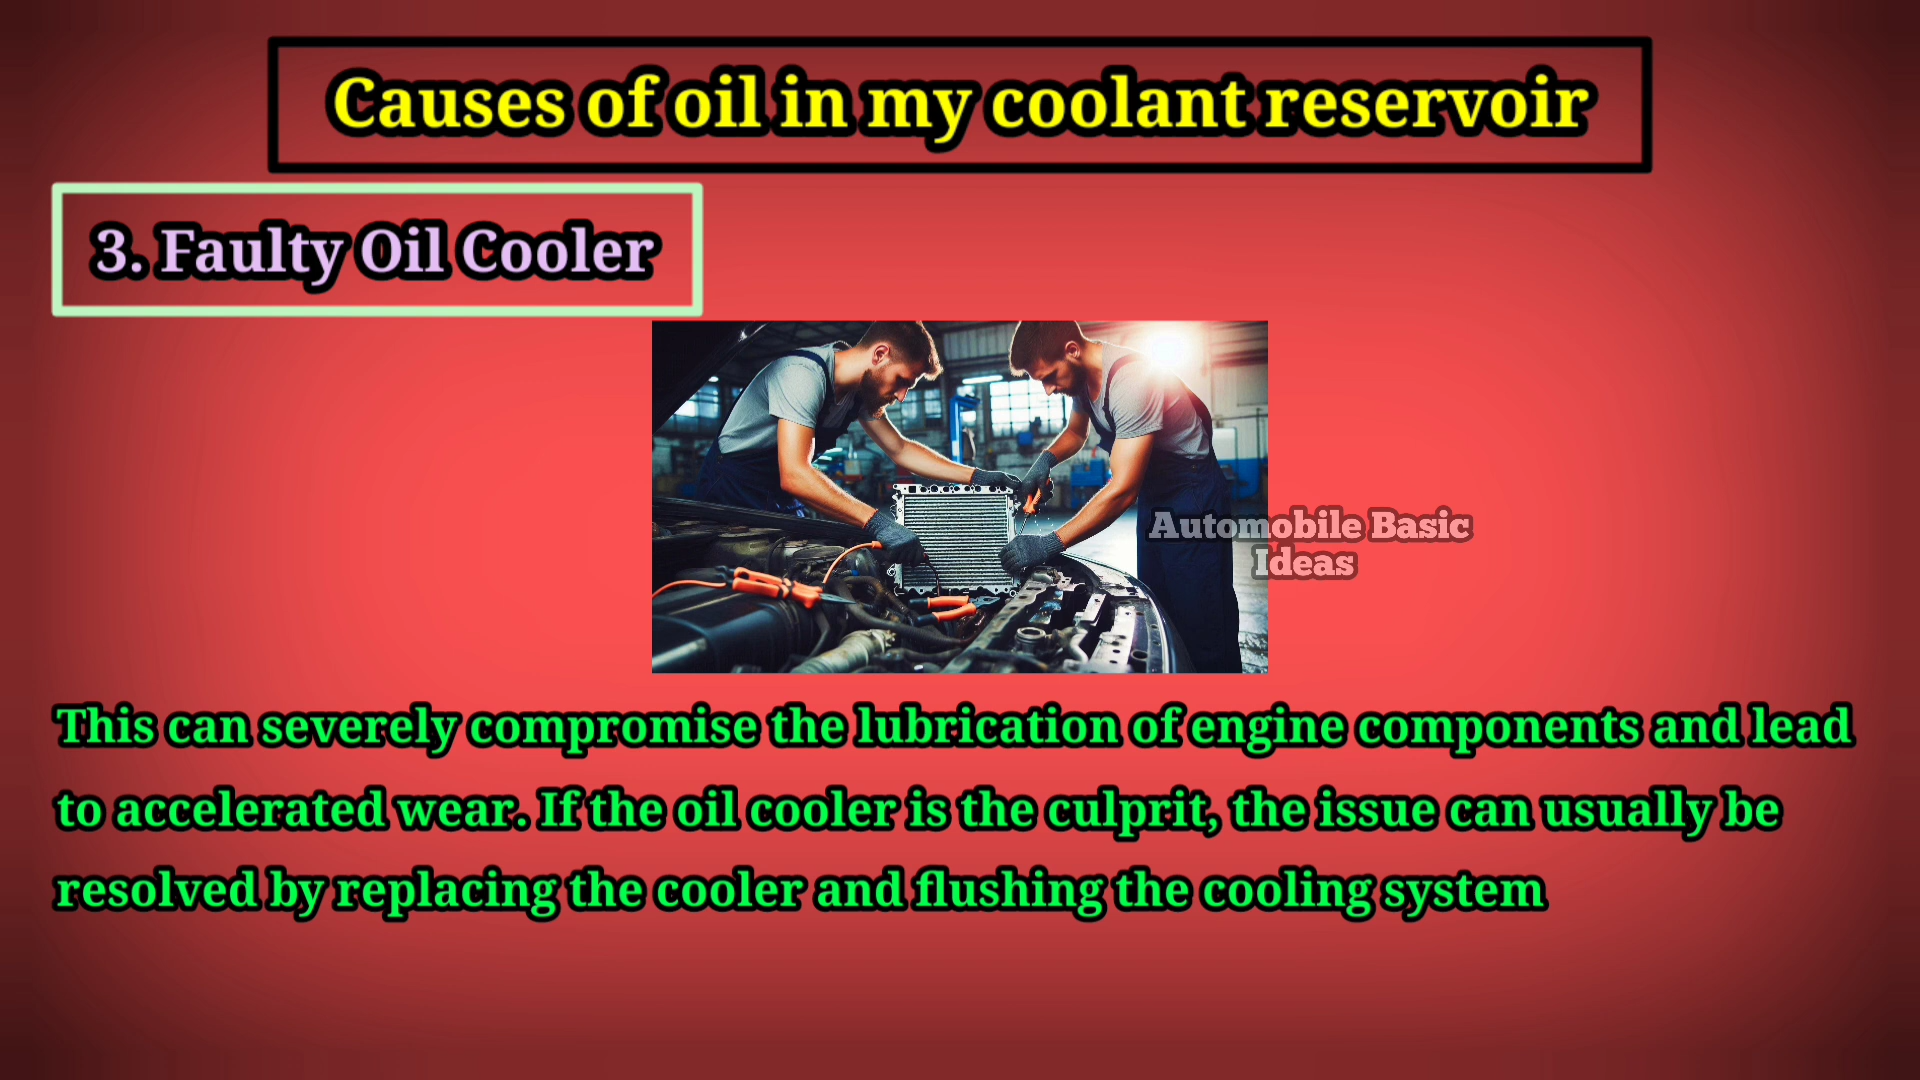 Causes of oil in my coolant reservoir
3. Faulty Oil Cooler
Automobile Basic
Ideas
This can severely compromise the lubrication of engine components and lead
to accelerated wear. If the oil cooler is the culprit, the issue can usually be
resolved by replacing the cooler and flushing the cooling system